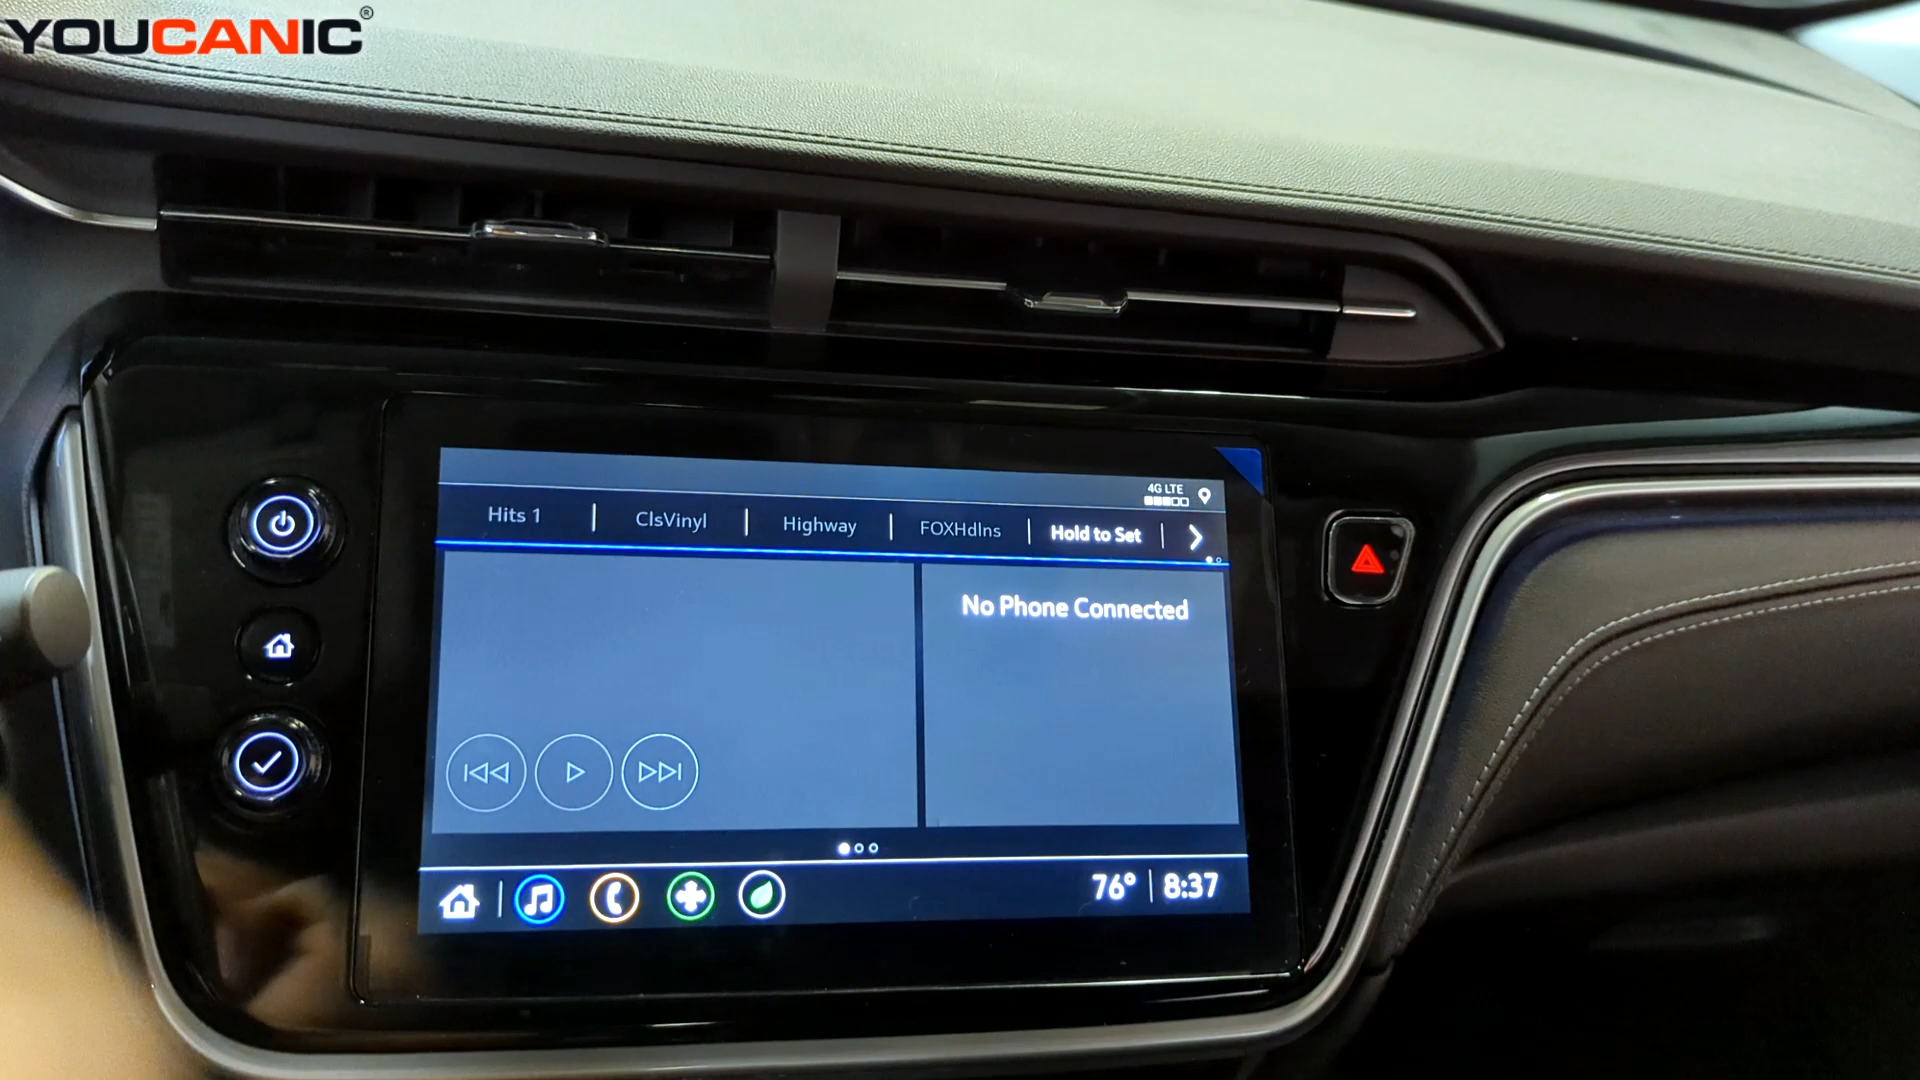 YOUCANIC®
4G LTE
Hits 1
ClsVinyl
Highway
FOXHdlns
Hold to Set
No Phone Connected
76° 8:37